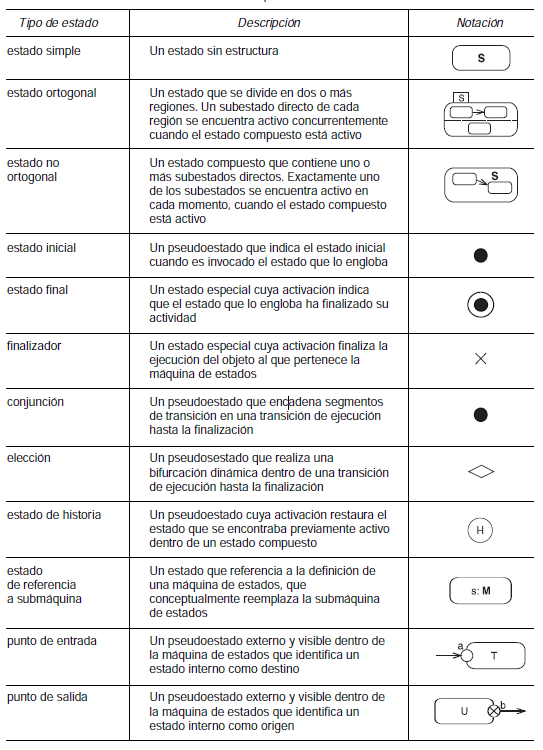 Tipo de estado Descripción Notación
estado simple Un estado sin estructura S
estado ortogonal Un estado que se divide en dos o más S
regiones. Un subestado directo de cada
región se encuentra activo concurrentemente
cuando el estado compuesto está activo
estado no Un estado compuesto que contiene uno o
ortogonal más subestados directos. Exactamente uno S
de los subestados se encuentra activo en
cada momento, cuando el estado compuesto
está activo
estado inicial Un pseudoestado que indica el estado inicial
cuando es invocado el estado que lo engloba
estado final Un estado especial cuya activación indica
que el estado que lo engloba ha finalizado su
actividad
finalizador Un estado especial cuya activación finaliza la
ejecución del objeto al que pertenece la
máquina de estados
conjunción Un pseudoestado que encadena segmentos
de transición en una transición de ejecución
hasta la finalización
elección Un pseudosestado que realiza una
bifurcación dinámica dentro de una transición
de ejecución hasta la finalización
estado de historia Un pseudoestado cuya activación restaura el
estado que se encontraba previamente activo H
dentro de un estado compuesto
estado Un estado que referencia a la definición de
de referencia una máquina de estados, que
a submáquina conceptualmente reemplaza la submáquina s: M
de estados
punto de entrada Un pseudoestado externo y visible dentro de a
la máquina de estados que identifica un T
estado interno como destino
punto de salida Un pseudoestado externo y visible dentro de
la máquina de estados que identifica un U b
estado interno como origen